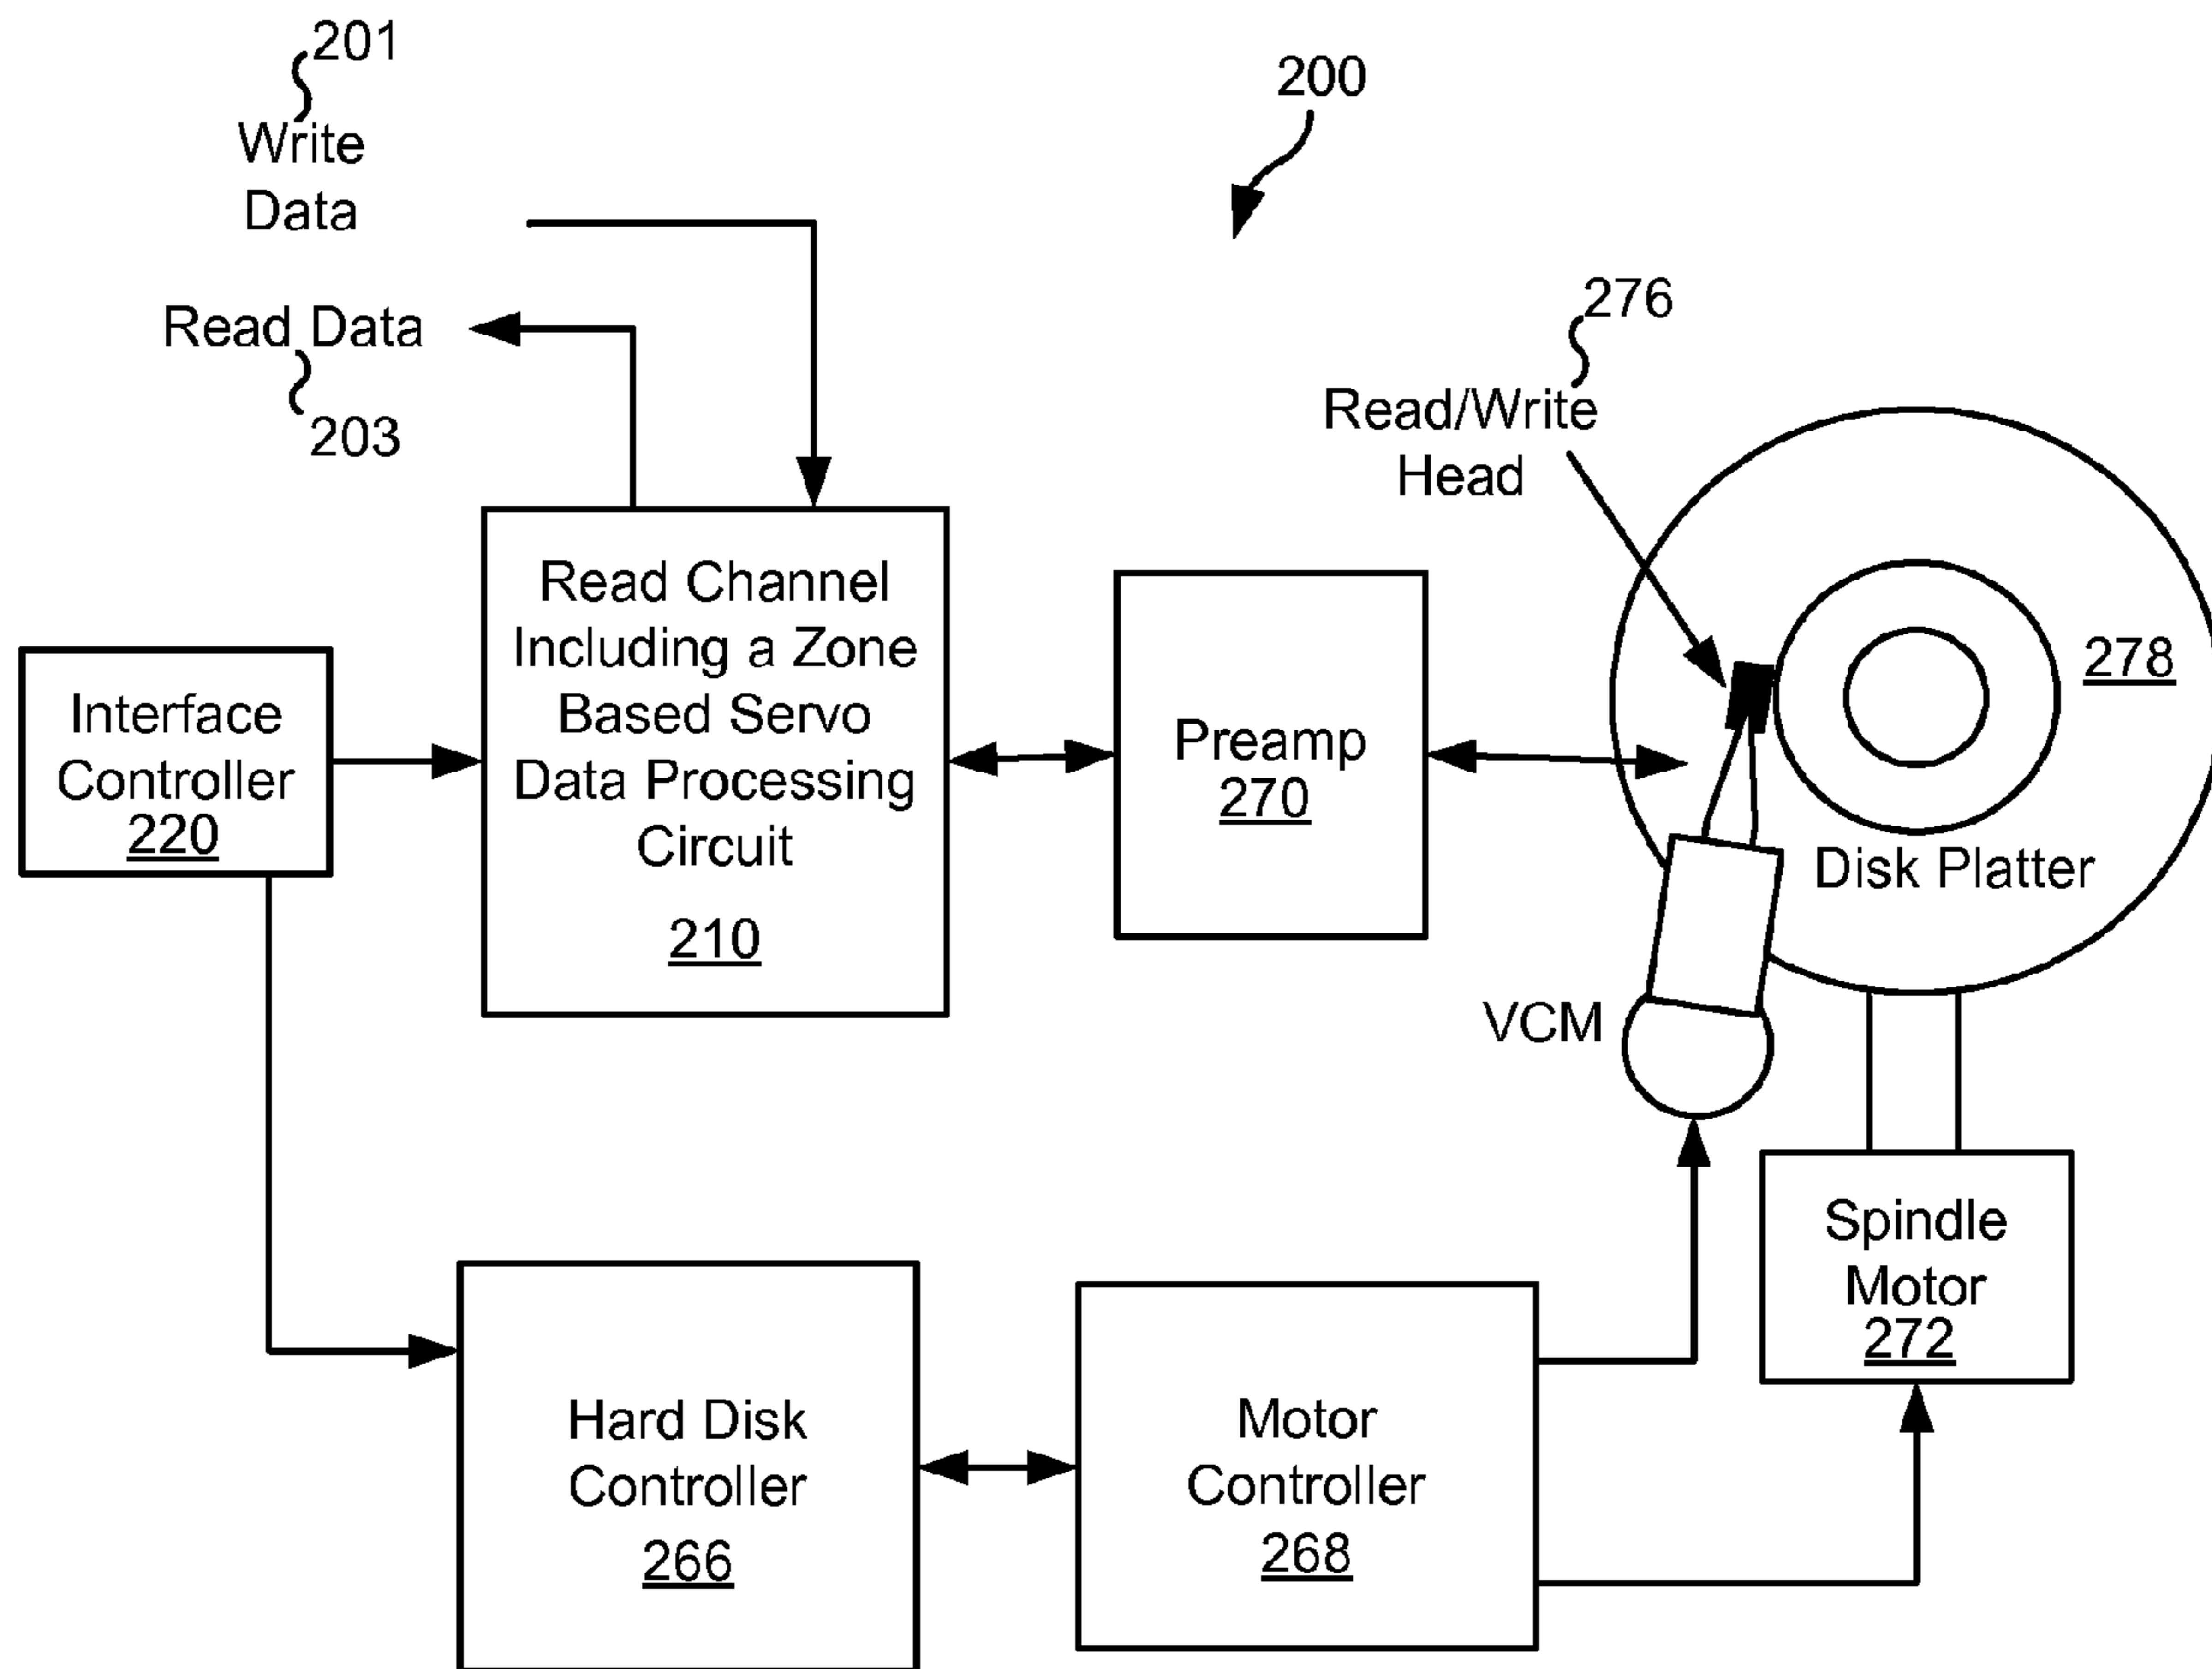 201
Write
Data
200
Read Data
203
276
Read/Write
Head
Read Channel
Including a Zone
Based Servo
Data Processing
Circuit
210
Interface
Controller
220
Preamp
270
278
Disk Platter
VCM
Spindle
Motor
272
Hard Disk
Controller
266
Motor
Controller
268